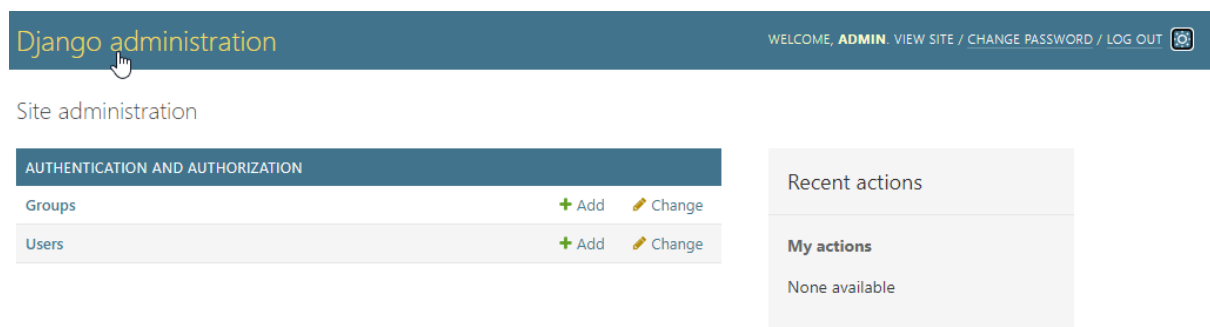 Django administration
WELCOME, ADMIN. VIEW SITE / CHANGE PASSWORD / LOG OUT
Site administration
AUTHENTICATION AND AUTHORIZATION
Groups + Add Change
Users + Add Change
Recent actions
My actions
None available